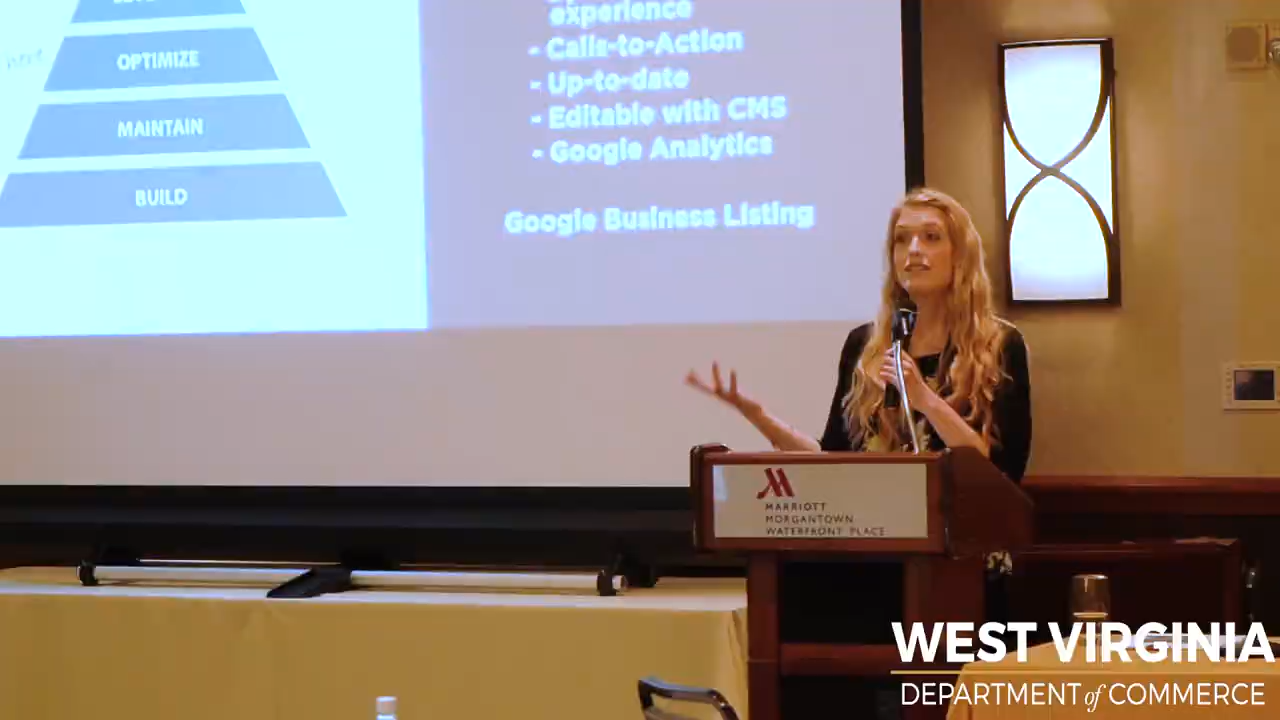 OPTIMIZE
MAINTAIN
BUILD
experience
- Calls-to-Action
- Up-to-date
- Editable with CMS
- Google Analytics
Google Business Listing
MARRIOTT
MORGANTOWN
WATERFRONT PLACE
WEST VIRGINIA
DEPARTMENT of COMMERCE